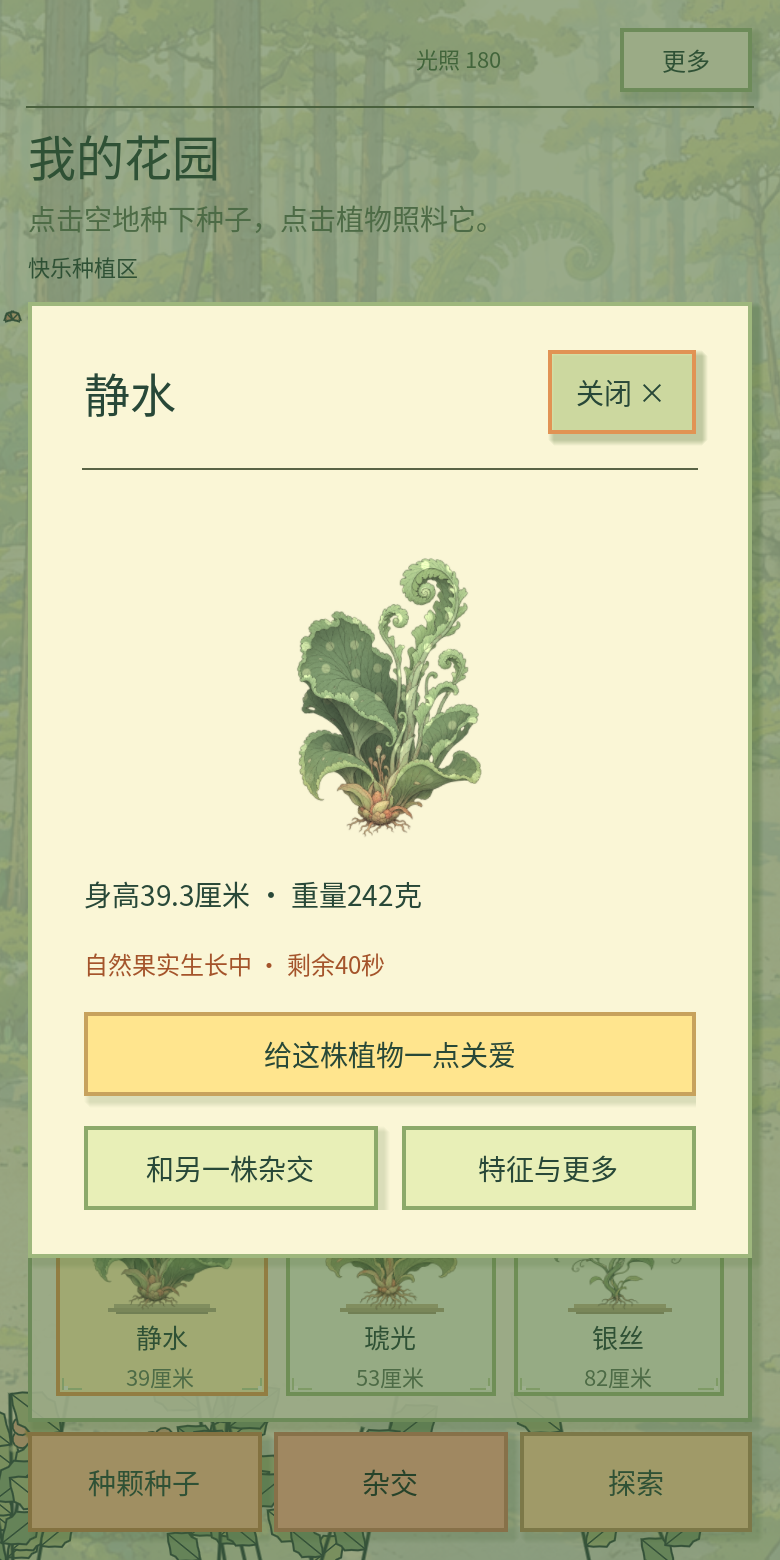 光照 180
更多
我的花园
点击空地种下种子，点击植物照料它。
快乐种植区
静水
关闭 ×
身高39.3厘米 · 重量242克
自然果实生长中 · 剩余40秒
给这株植物一点关爱
和另一株杂交
特征与更多
静水
琥光
银丝
39厘米
53厘米
82厘米
种颗种子
杂交
探索